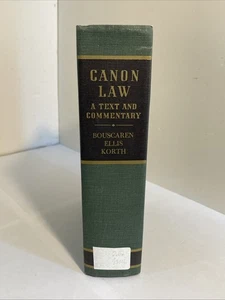 CANON
LAW
A TEXT AND
COMMENTARY
BOUSCAREN
ELLIS
KORTH